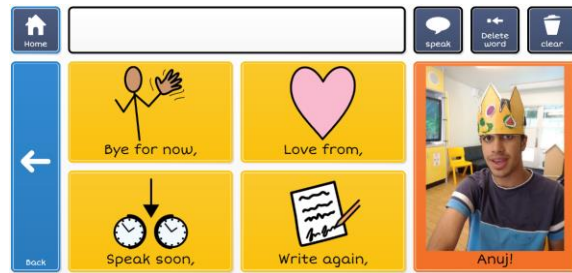 Home
speak
Delete
word
clear
Bye for now,
Love from,
Back
Speak soon,
Write again,
Anuj!